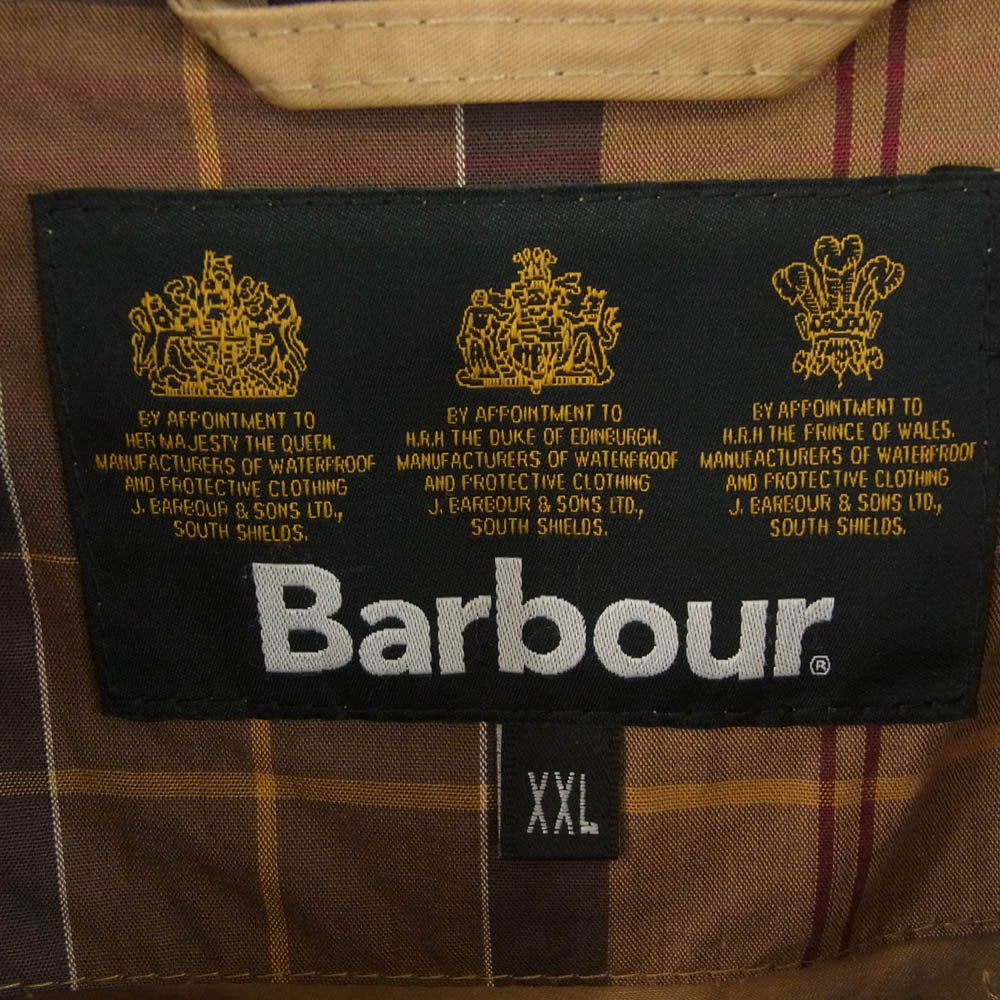 BY APPOINTMENT TO
HER MAJESTY THE QUEEN.
MANUFACTURERS OF WATERPROOF
AND PROTECTIVE CLOTHING
J. BARBOUR & SONS LTD.,
SOUTH SHIELDS.
BY APPOINTMENT TO
H.R.H THE DUKE OF EDINBURGH.
MANUFACTURERS OF WATERPROOF
AND PROTECTIVE CLOTHING
J. BARBOUR & SONS LTD.,
SOUTH SHIELDS.
BY APPOINTMENT TO
H.R.H THE PRINCE OF WALES.
MANUFACTURERS OF WATERPROOF
AND PROTECTIVE CLOTHING
J. BARBOUR & SONS LTD.,
SOUTH SHIELDS.
Barbour®
XXL